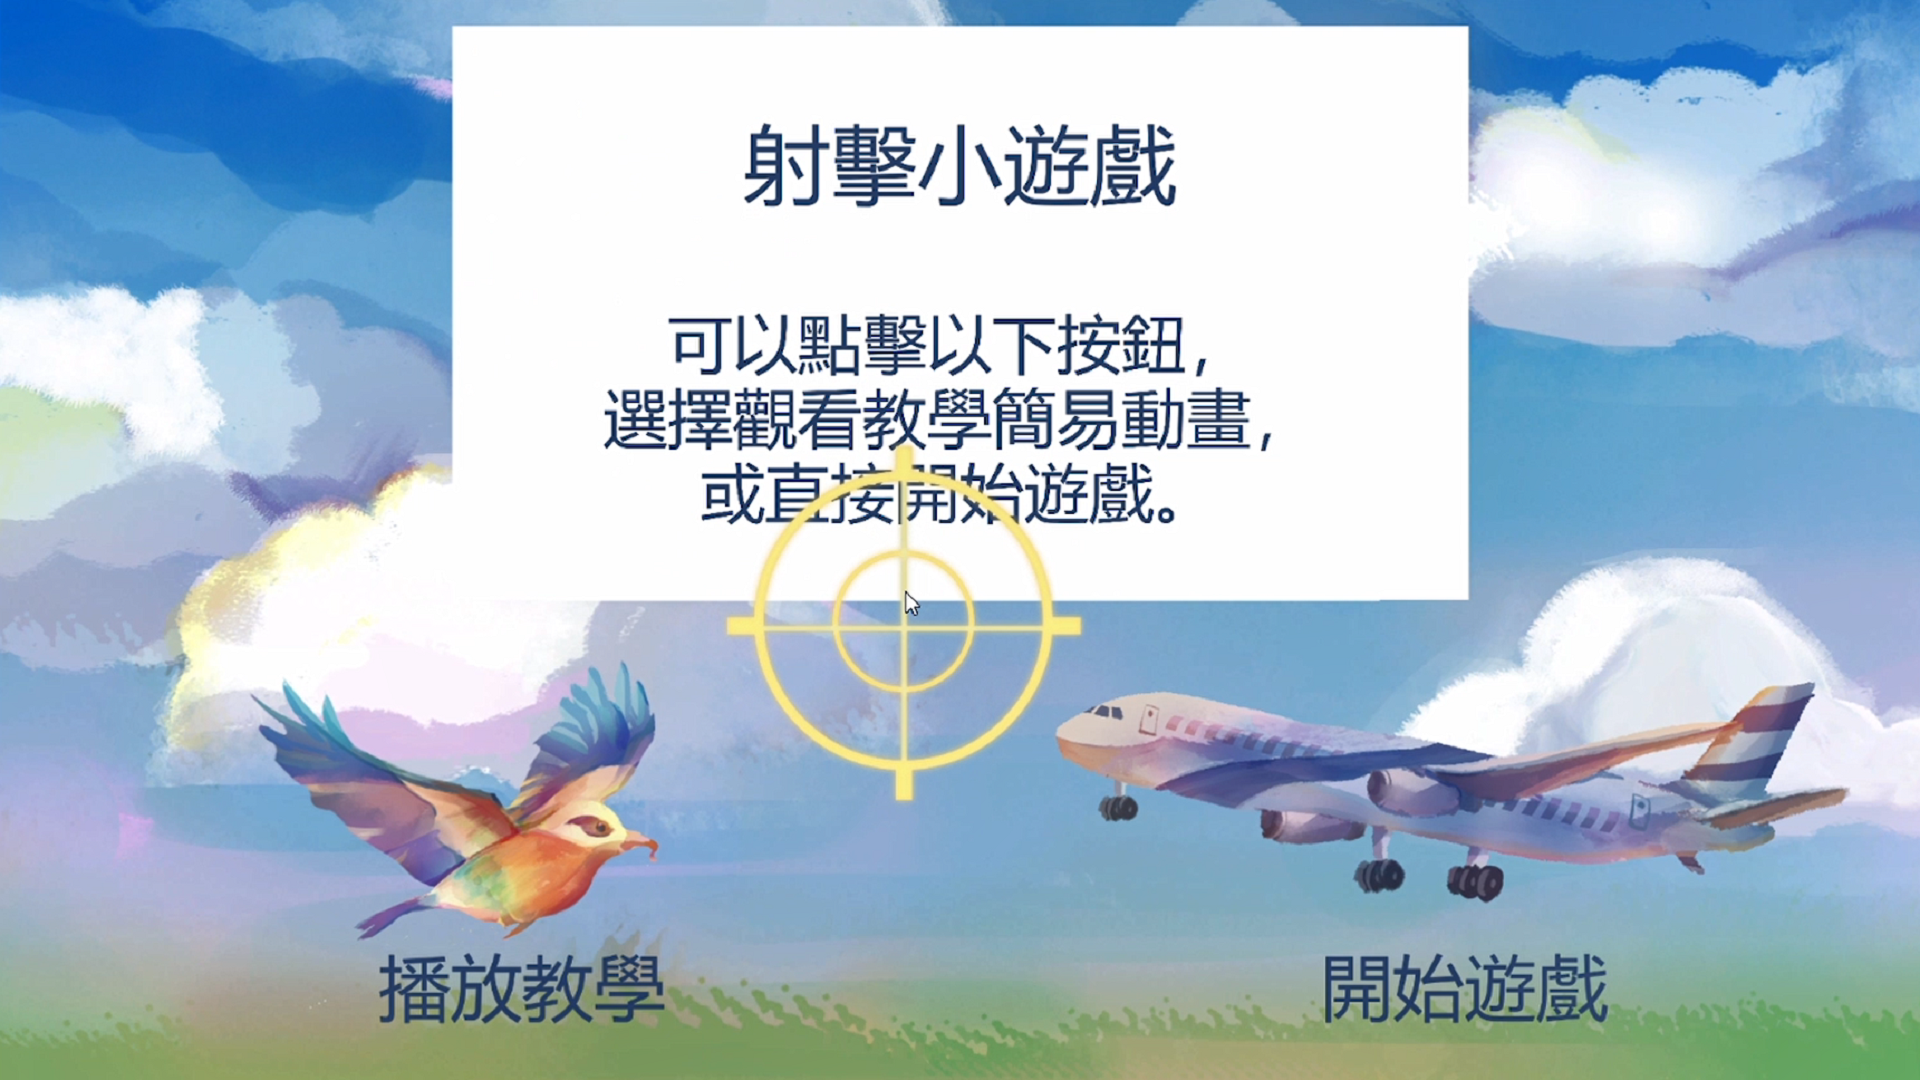 射擊小遊戲
可以點擊以下按鈕，
選擇觀看教學簡易動畫，
或直接開始遊戲。
播放教學
開始遊戲